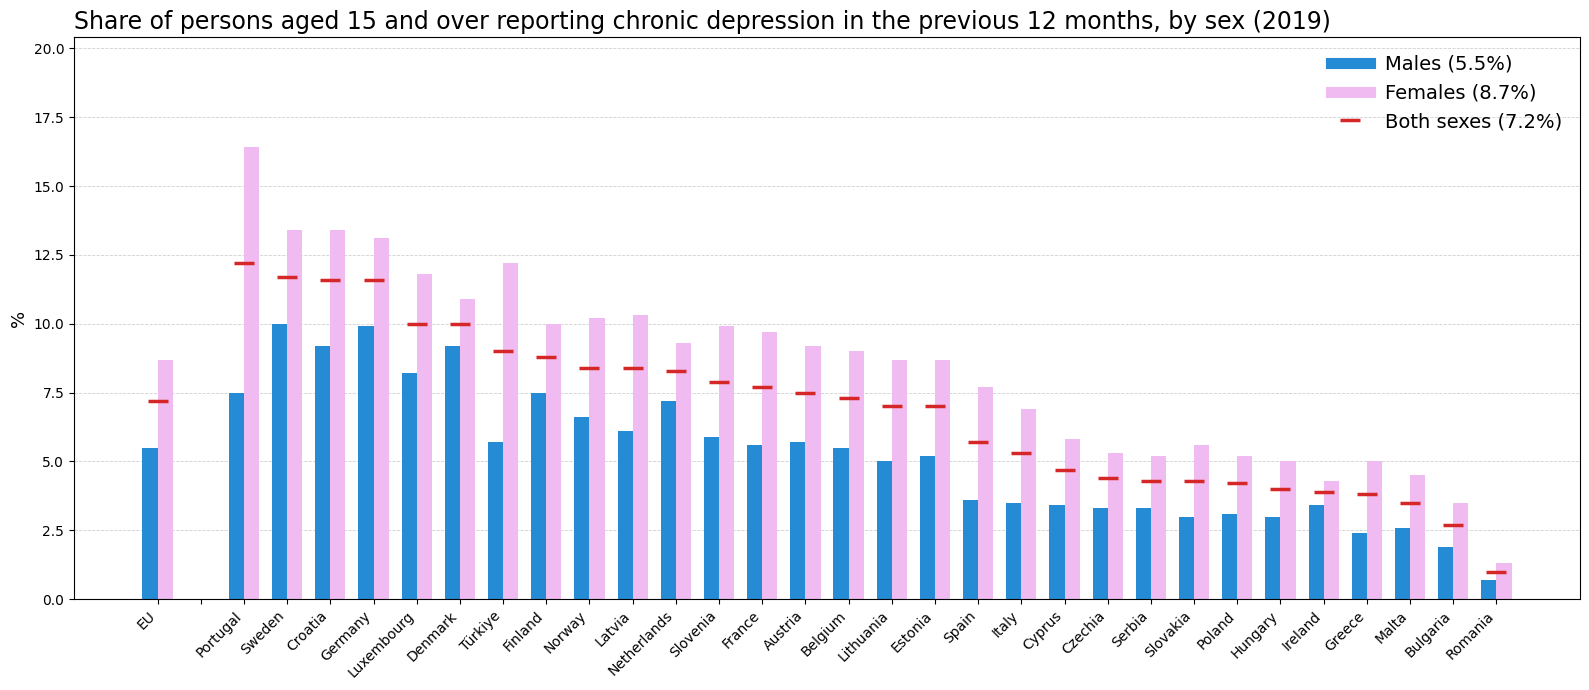 Share of persons aged 15 and over reporting chronic depression in the previous 12 months, by sex (2019)
20.0
17.5
15.0
12.5
10.0
7.5
5.0
2.5
0.0
%
Males (5.5%)
Females (8.7%)
Both sexes (7.2%)
EU
Portugal
Sweden
Croatia
Germany
Luxembourg
Denmark
Türkiye
Finland
Norway
Latvia
Netherlands
Slovenia
France
Austria
Belgium
Lithuania
Estonia
Spain
Italy
Cyprus
Czechia
Serbia
Slovakia
Poland
Hungary
Ireland
Greece
Malta
Bulgaria
Romania